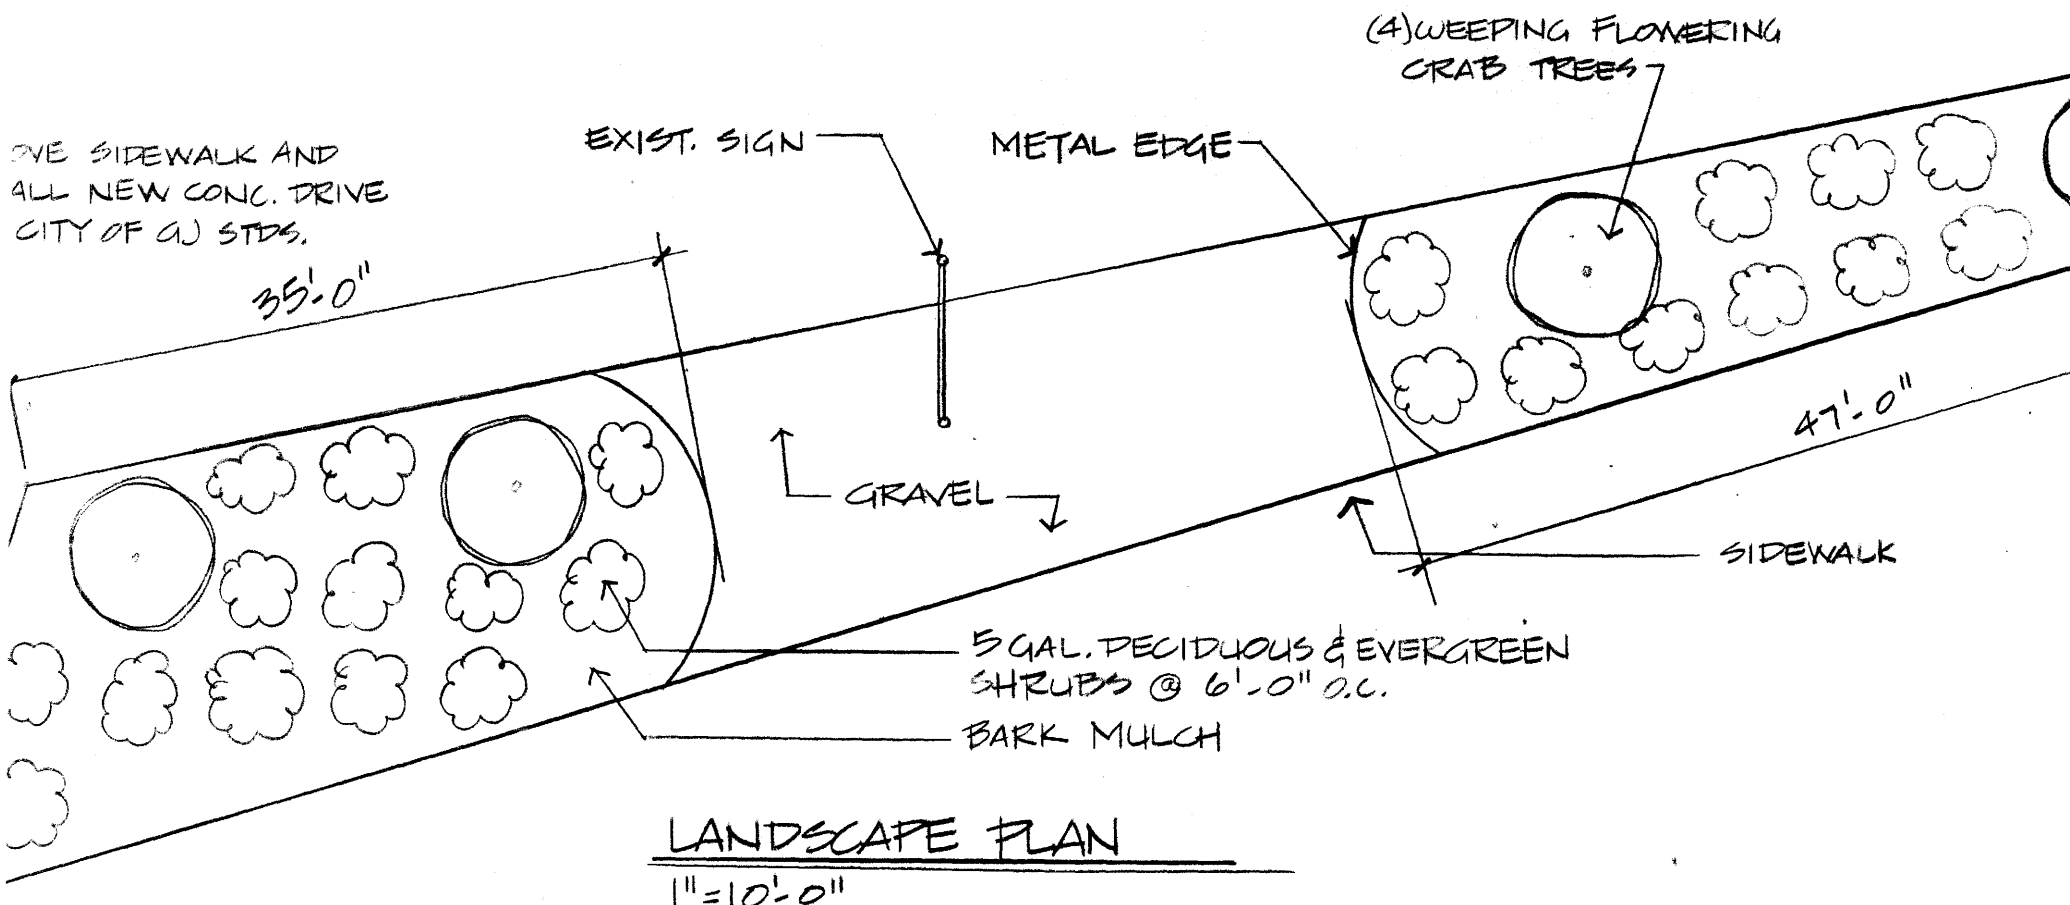 (4)WEEPING FLOWERING
CRAB TREES
EXIST. SIGN
METAL EDGE
OVE SIDEWALK AND
ALL NEW CONC. DRIVE
CITY OF GJ STDS.
35'-0"
47'-0"
GRAVEL
SIDEWALK
5 GAL. DECIDUOUS & EVERGREEN
SHRUBS @ 6'-0" O.C.
BARK MULCH
LANDSCAPE PLAN
1"=10'-0"